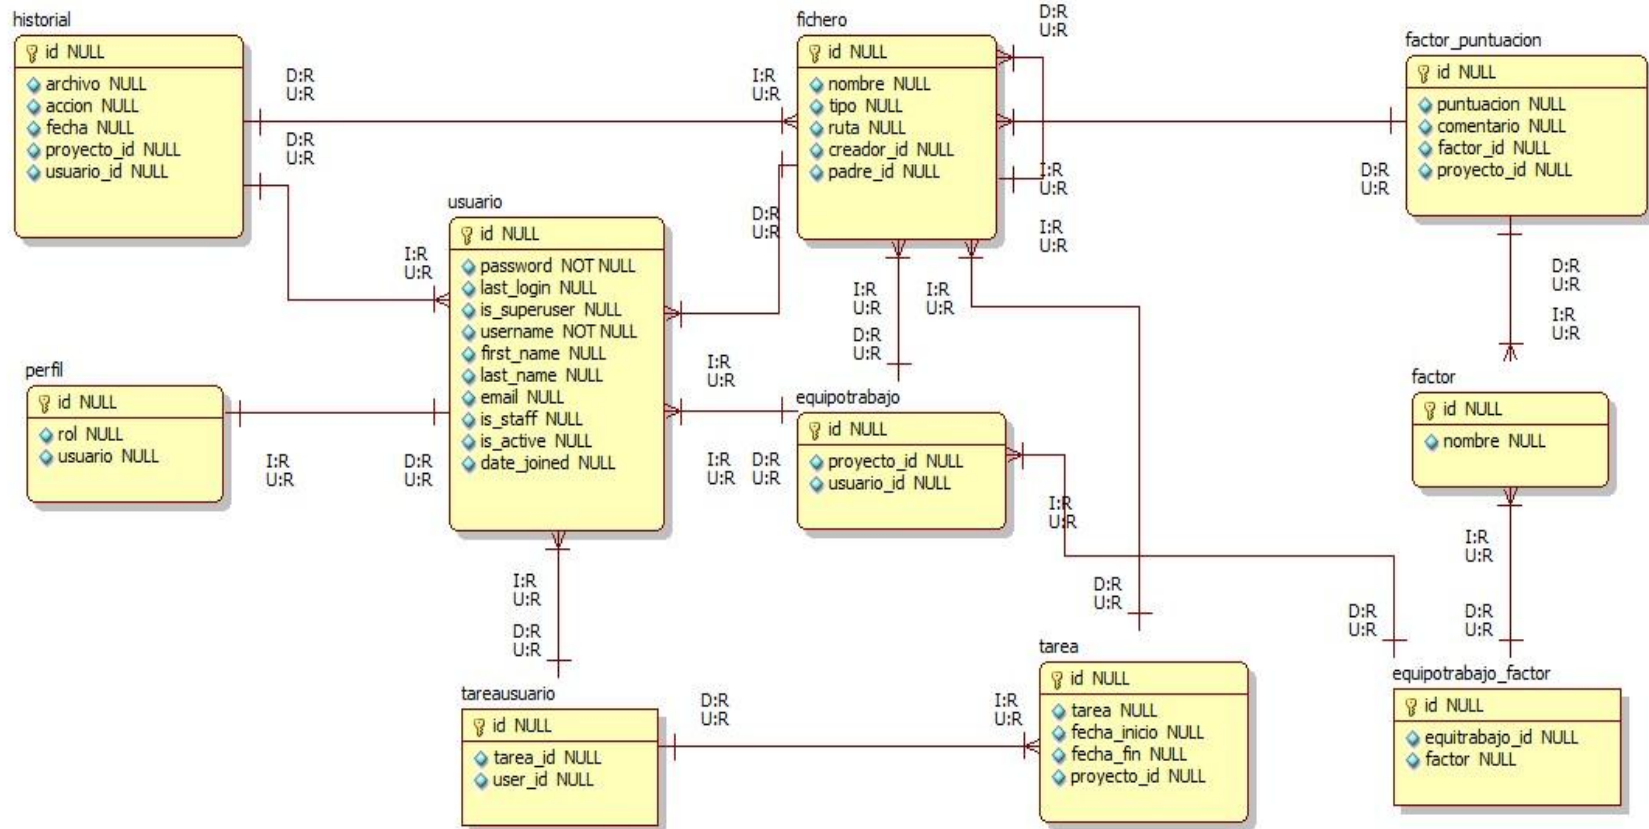 historial
id NULL
archivo NULL
accion NULL
fecha NULL
proyecto_id NULL
usuario_id NULL
D:R
U:R
I:R
U:R
D:R
U:R
I:R
U:R
fichero
id NULL
nombre NULL
tipo NULL
ruta NULL
creador_id NULL
padre_id NULL
D:R
U:R
I:R
U:R
I:R
U:R
D:R
U:R
factor_puntuacion
id NULL
puntuacion NULL
comentario NULL
factor_id NULL
proyecto_id NULL
D:R
U:R
D:R
U:R
I:R
U:R
usuario
id NULL
password NOT NULL
last_login NULL
is_superuser NULL
username NOT NULL
first_name NULL
last_name NULL
email NULL
is_staff NULL
is_active NULL
date_joined NULL
I:R
U:R
I:R
U:R
D:R
U:R
I:R
U:R
D:R
U:R
I:R
U:R
perfil
id NULL
rol NULL
usuario NULL
I:R
U:R
D:R
U:R
equipotrabajo
id NULL
proyecto_id NULL
usuario_id NULL
I:R
U:R
factor
id NULL
nombre NULL
I:R
U:R
D:R
U:R
D:R
U:R
I:R
U:R
D:R
U:R
D:R
U:R
tareausuario
id NULL
tarea_id NULL
user_id NULL
D:R
U:R
I:R
U:R
tarea
id NULL
tarea NULL
fecha_inicio NULL
fecha_fin NULL
proyecto_id NULL
equipotrabajo_factor
id NULL
equitrabajo_id NULL
factor NULL